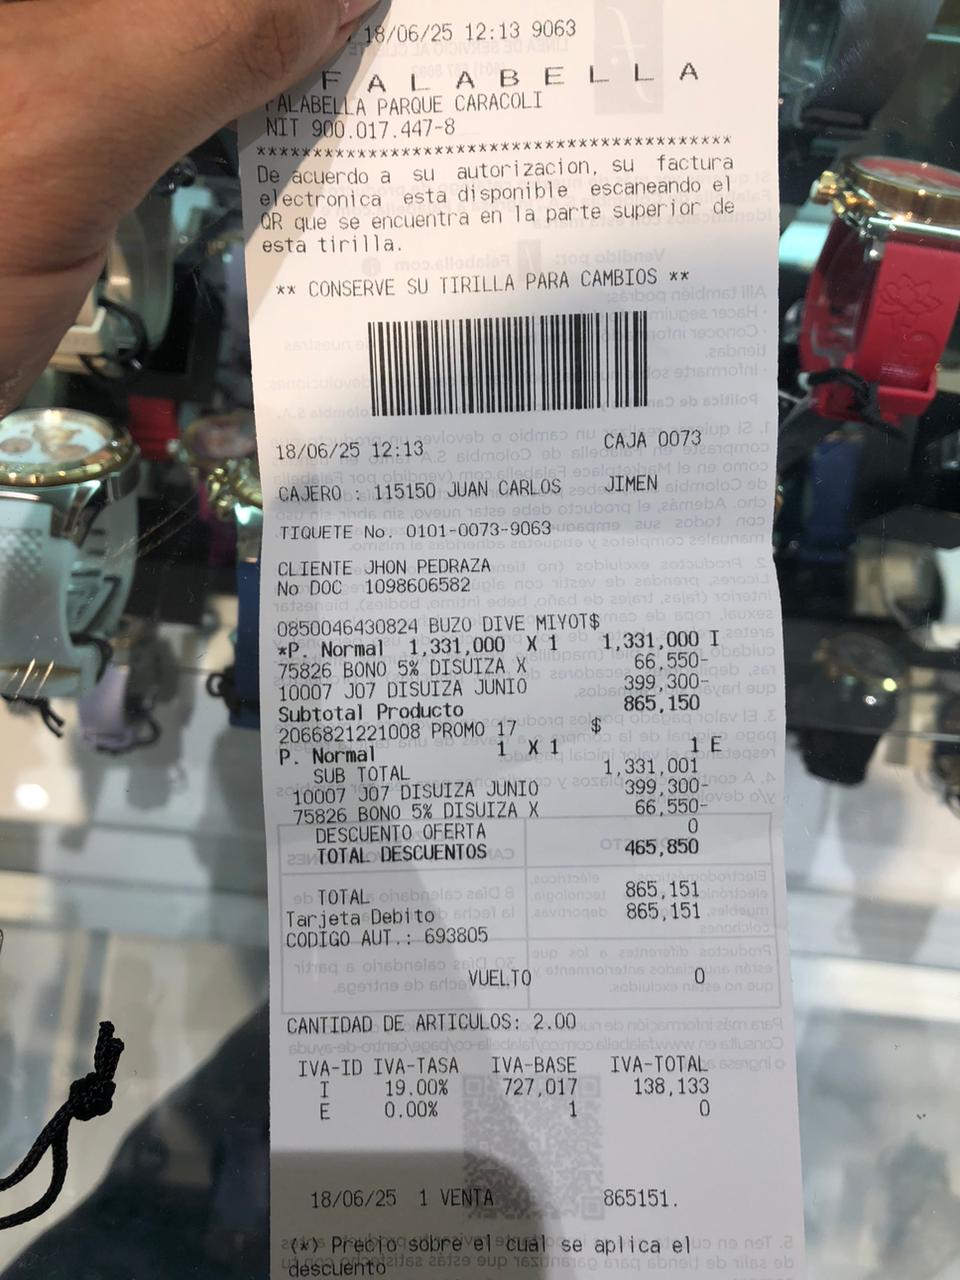 18/06/25 12:13 9063
F A L A B E L L A
FALABELLA PARQUE CARACOLI
NIT 900.017.447-8
******************************************
De acuerdo a su autorizacion, su factura
electronica esta disponible escaneando el
QR que se encuentra en la parte superior de
esta tirilla.
** CONSERVE SU TIRILLA PARA CAMBIOS **
18/06/25 12:13 CAJA 0073
CAJERO : 115150 JUAN CARLOS JIMEN
TIQUETE No. 0101-0073-9063
CLIENTE JHON PEDRAZA
No DOC 1098606582
0850046430824 BUZO DIVE MIYOT$
*P. Normal 1,331,000 X 1 1,331,000 I
75826 BONO 5% DISUIZA X 66,550-
10007 J07 DISUIZA JUNIO 399,300-
Subtotal Producto 865,150
2066821221008 PROMO 17 $
P. Normal 1 X 1 1 E
SUB TOTAL 1,331,001
10007 J07 DISUIZA JUNIO 399,300-
75826 BONO 5% DISUIZA X 66,550-
DESCUENTO OFERTA 0
TOTAL DESCUENTOS 465,850
TOTAL 865,151
Tarjeta Debito 865,151
CODIGO AUT.: 693805
VUELTO 0
CANTIDAD DE ARTICULOS: 2.00
IVA-ID IVA-TASA IVA-BASE IVA-TOTAL
I 19.00% 727,017 138,133
E 0.00% 1 0
18/06/25 1 VENTA 865151.
(*) Precio sobre el cual se aplica el
descuento